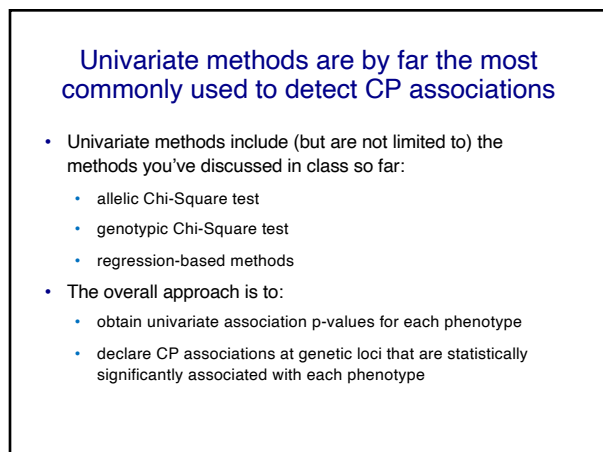 Univariate methods are by far the most
commonly used to detect CP associations
• Univariate methods include (but are not limited to) the
methods you've discussed in class so far:
• allelic Chi-Square test
• genotypic Chi-Square test
• regression-based methods
• The overall approach is to:
• obtain univariate association p-values for each phenotype
• declare CP associations at genetic loci that are statistically
significantly associated with each phenotype